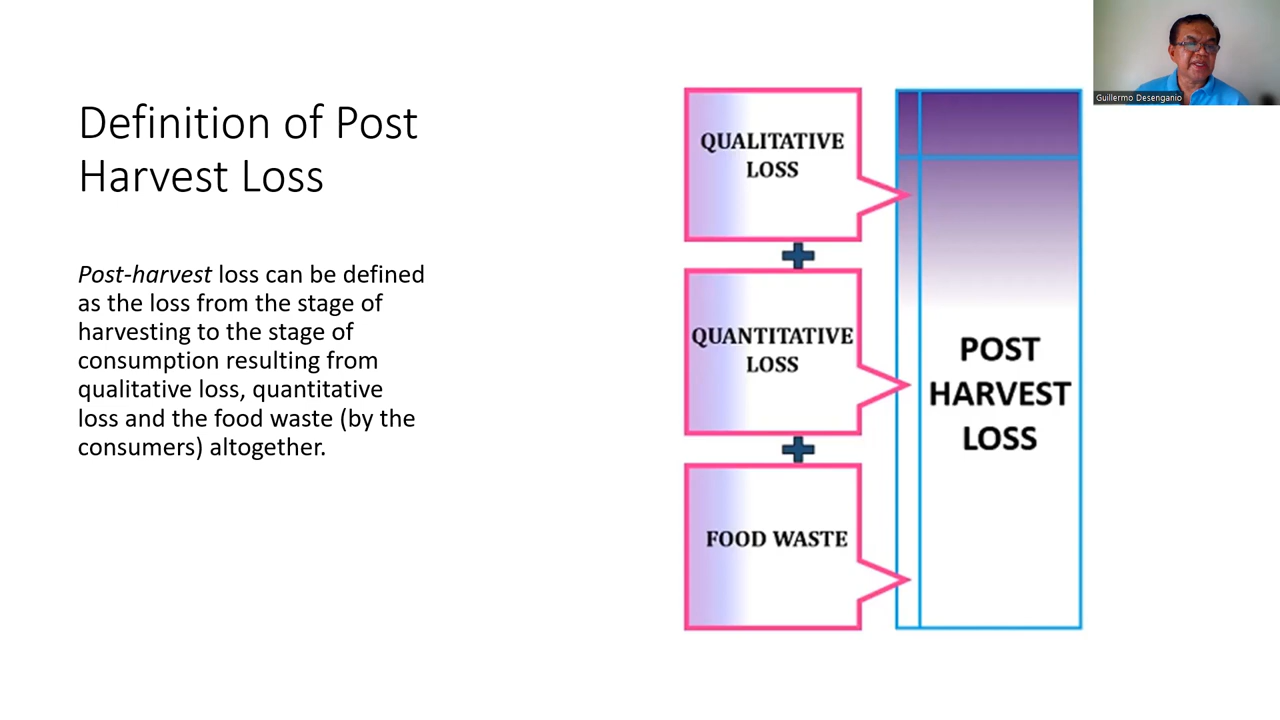 Definition of Post
Harvest Loss
Post-harvest loss can be defined
as the loss from the stage of
harvesting to the stage of
consumption resulting from
qualitative loss, quantitative
loss and the food waste (by the
consumers) altogether.
QUALITATIVE
LOSS
QUANTITATIVE
LOSS
FOOD WASTE
POST
HARVEST
LOSS
Guillermo Desenganio